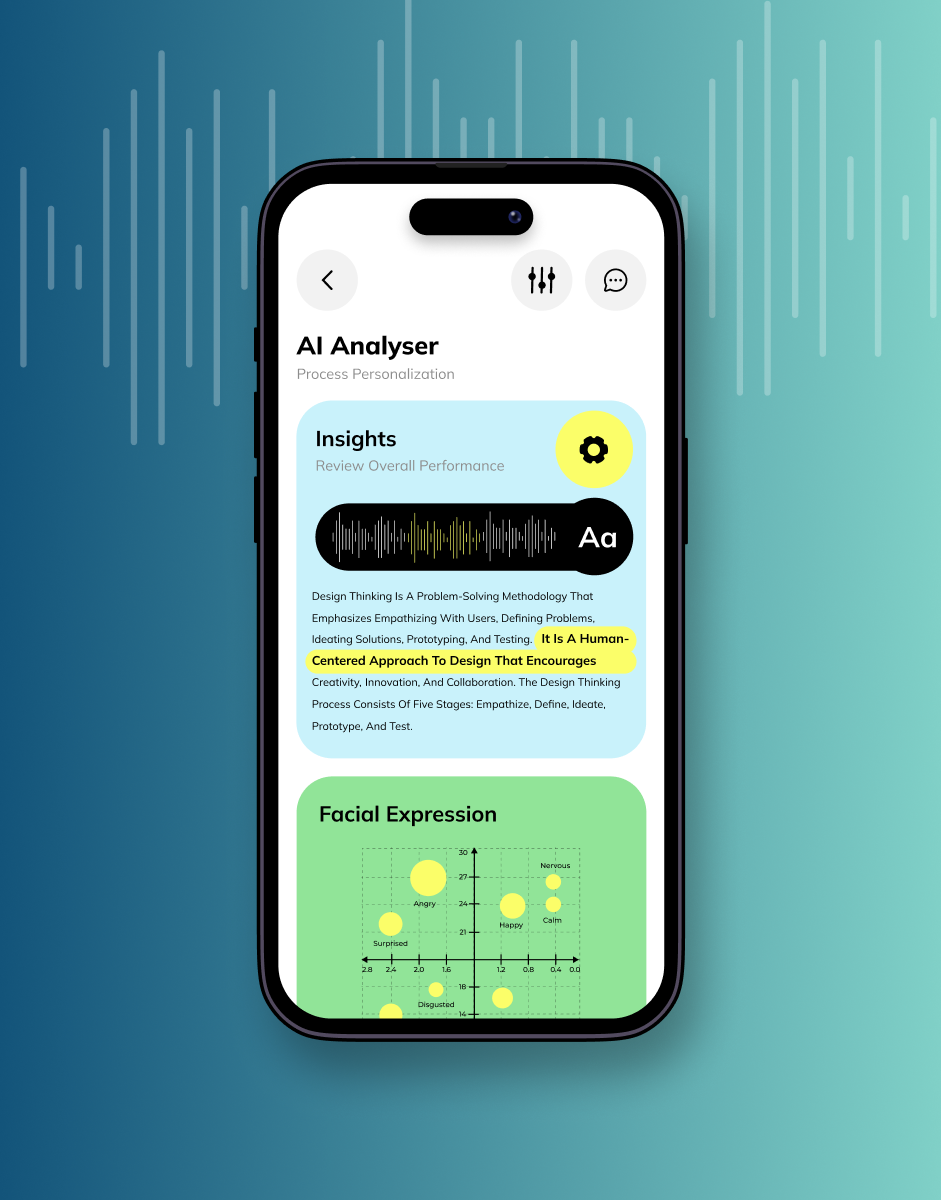 AI Analyser
Process Personalization
Insights
Review Overall Performance
Aa
Design Thinking Is A Problem-Solving Methodology That
Emphasizes Empathizing With Users, Defining Problems,
Ideating Solutions, Prototyping, And Testing. It Is A Human-
Centered Approach To Design That Encourages
Creativity, Innovation, And Collaboration. The Design Thinking
Process Consists Of Five Stages: Empathize, Define, Ideate,
Prototype, And Test.
Facial Expression
30
Nervous
27
Angry
24
Happy
Calm
21
Surprised
2.8 2.4 2.0 1.6 1.2 0.8 0.4 0.0
18
Disgusted
14